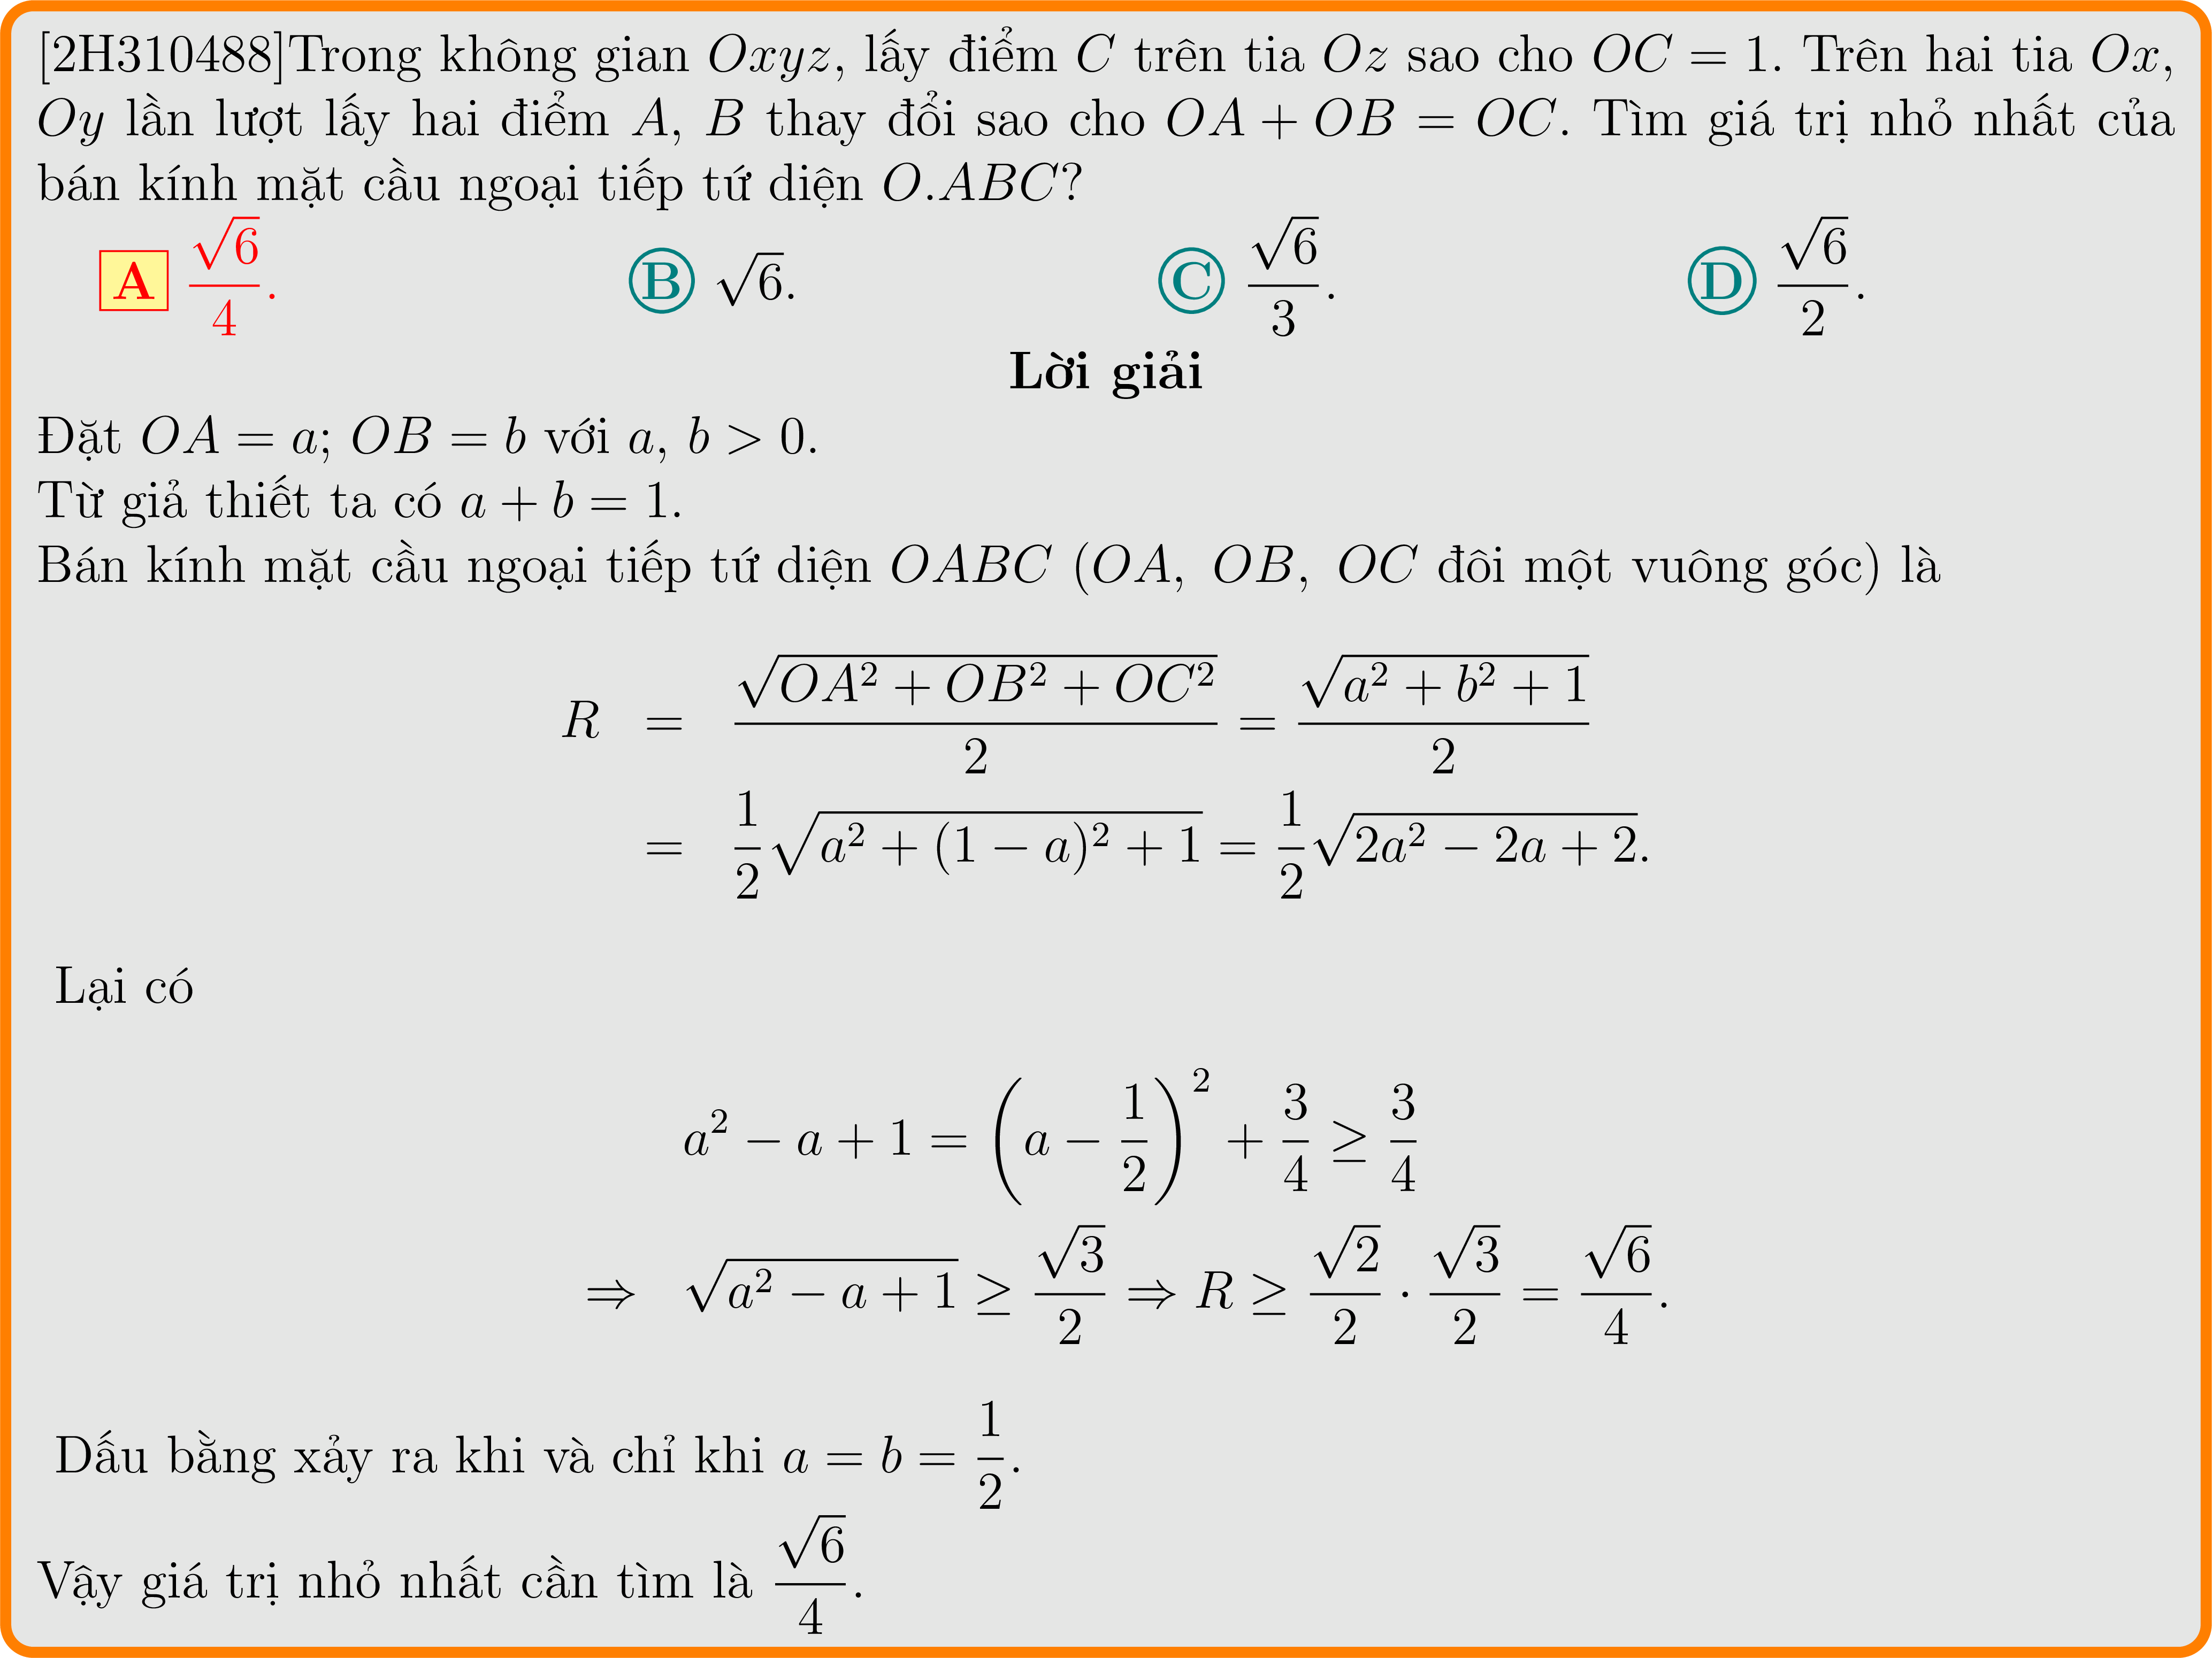 [2H310488]Trong không gian Oxyz, lấy điểm C trên tia Oz sao cho OC = 1. Trên hai tia Ox,
Oy lần lượt lấy hai điểm A, B thay đổi sao cho OA + OB = OC. Tìm giá trị nhỏ nhất của
bán kính mặt cầu ngoại tiếp tứ diện O.ABC?
A \frac{\sqrt{6}}{4}. B \sqrt{6}. C \frac{\sqrt{6}}{3}. D \frac{\sqrt{6}}{2}.
Lời giải
Đặt OA = a; OB = b với a, b > 0.
Từ giả thiết ta có a + b = 1.
Bán kính mặt cầu ngoại tiếp tứ diện OABC (OA, OB, OC đôi một vuông góc) là
R = \frac{\sqrt{OA^2 + OB^2 + OC^2}}{2} = \frac{\sqrt{a^2 + b^2 + 1}}{2}
= \frac{1}{2}\sqrt{a^2 + (1 - a)^2 + 1} = \frac{1}{2}\sqrt{2a^2 - 2a + 2}.
Lại có
a^2 - a + 1 = \left(a - \frac{1}{2}\right)^2 + \frac{3}{4} ≥ \frac{3}{4}
⇒ \sqrt{a^2 - a + 1} ≥ \frac{\sqrt{3}}{2} ⇒ R ≥ \frac{\sqrt{2}}{2} · \frac{\sqrt{3}}{2} = \frac{\sqrt{6}}{4}.
Dấu bằng xảy ra khi và chỉ khi a = b = \frac{1}{2}.
Vậy giá trị nhỏ nhất cần tìm là \frac{\sqrt{6}}{4}.